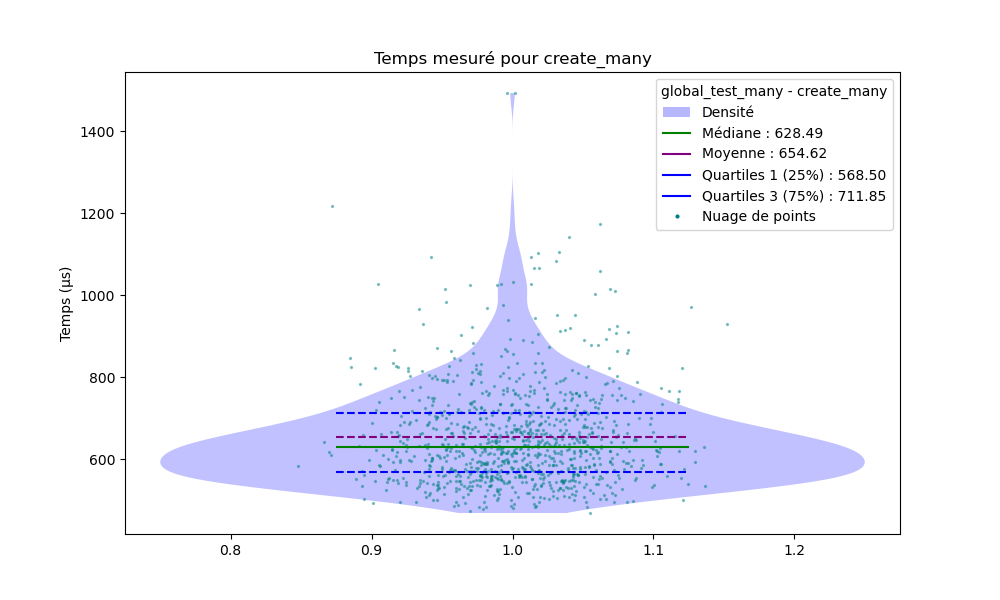 Temps mesuré pour create_many
global_test_many - create_many
Densité
Médiane : 628.49
Moyenne : 654.62
Quartiles 1 (25%) : 568.50
Quartiles 3 (75%) : 711.85
Nuage de points
Temps (µs)
1400
1200
1000
800
600
0.8 0.9 1.0 1.1 1.2